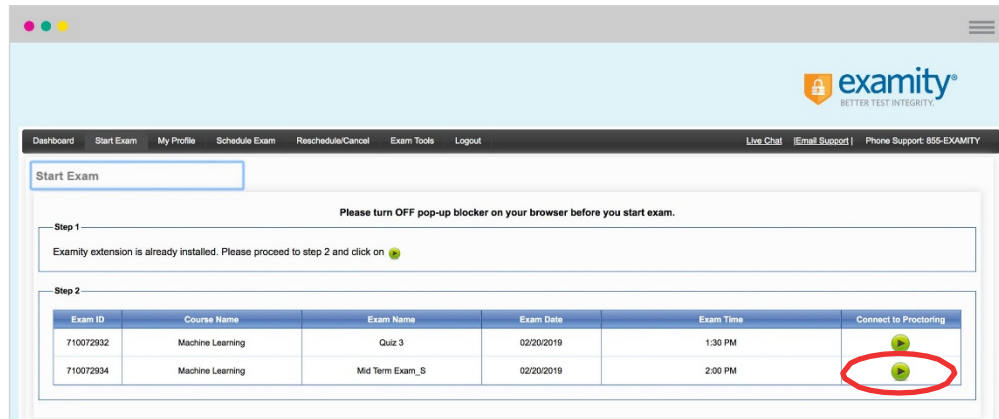 examity®
BETTER TEST INTEGRITY.
Dashboard Start Exam My Profile Schedule Exam Reschedule/Cancel Exam Tools Logout Live Chat |Email Support | Phone Support: 855-EXAMITY
Start Exam
Please turn OFF pop-up blocker on your browser before you start exam.
Step 1
Examity extension is already installed. Please proceed to step 2 and click on
Step 2
Exam ID Course Name Exam Name Exam Date Exam Time Connect to Proctoring
710072932 Machine Learning Quiz 3 02/20/2019 1:30 PM
710072934 Machine Learning Mid Term Exam_S 02/20/2019 2:00 PM